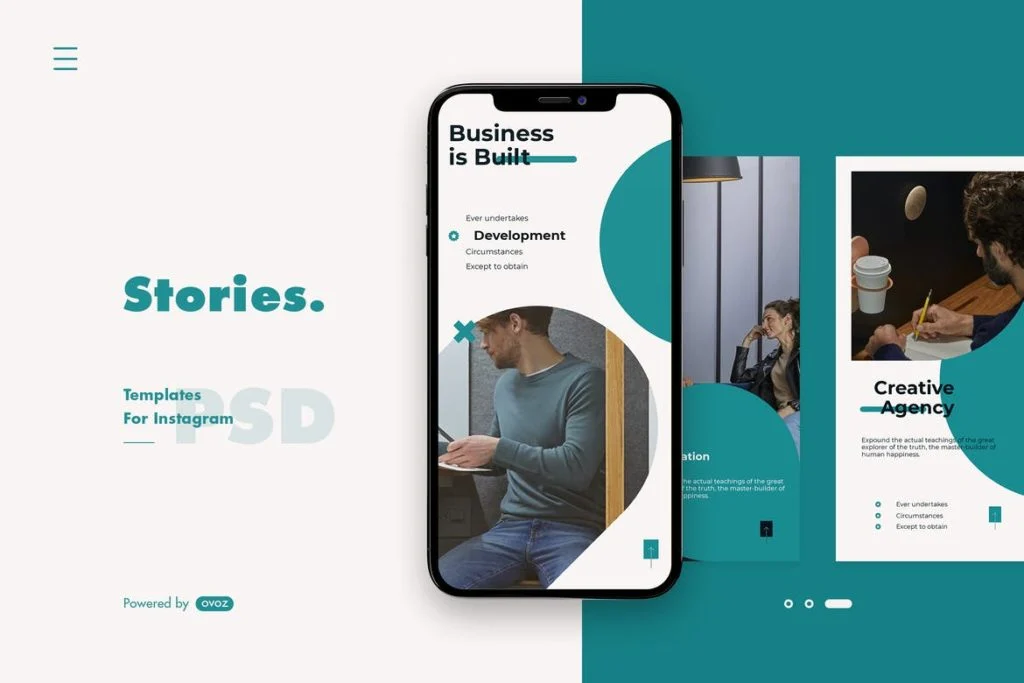 Stories.
PSD
Templates
For Instagram
Powered by ovoz
Business
is Built
Ever undertakes
Development
Circumstances
Except to obtain
ation
the actual teachings of the great
of the truth, the master-builder of
ppiness.
Creative
Agency
Expound the actual teachings of the great
explorer of the truth, the master-builder of
human happiness.
Ever undertakes
Circumstances
Except to obtain